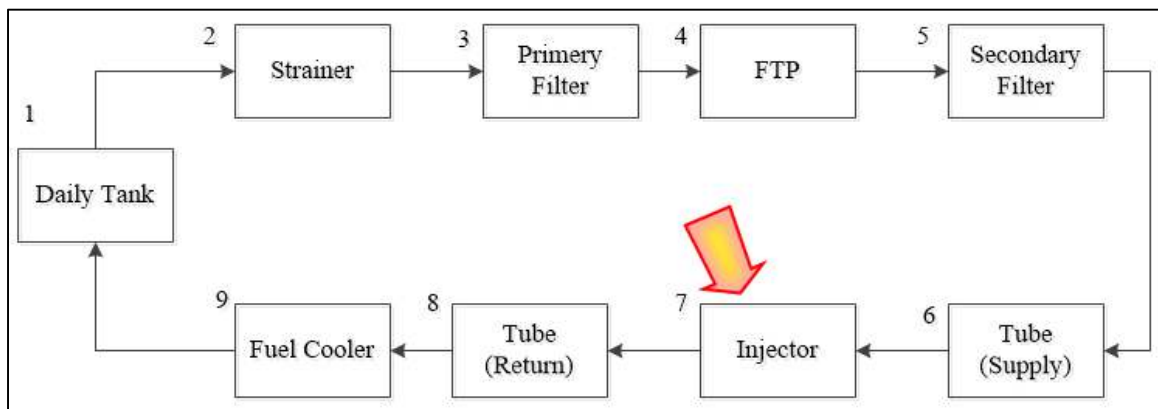 1
Daily Tank
2
Strainer
3
Primery
Filter
4
FTP
5
Secondary
Filter
6
Tube
(Supply)
7
Injector
8
Tube
(Return)
9
Fuel Cooler